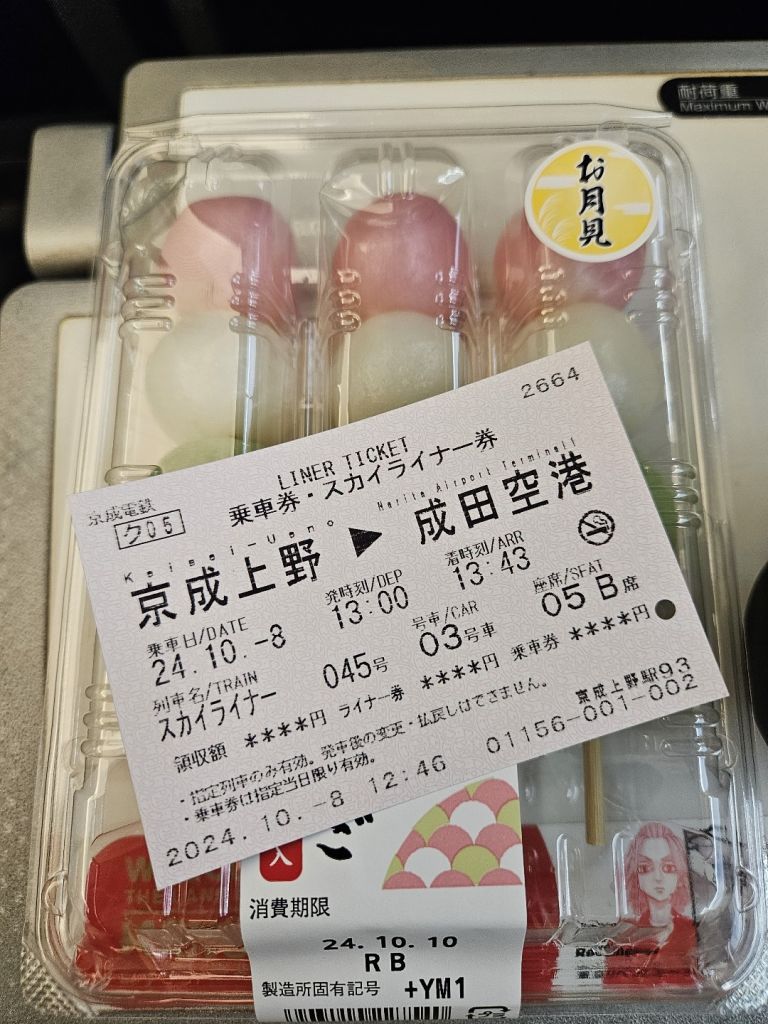 耐荷重
Maximum W
お月見
2664
LINER TICKET
乗車券・スカイライナー券
京成電鉄
ク05
Keisei-Ueno
Narita Airport Terminal1
京成上野 ▶ 成田空港
発時刻/DEP
着時刻/ARR
13:00
13:43
乗車日/DATE
24.10.-8
号車/CAR
座席/SEAT
03号車
05 B席
列車名/TRAIN
スカイライナー
045号
領収額 ****円 ライナー券 ****円 乗車券 ****円
・指定列車のみ有効。発車後の変更・払戻しはできません。
・乗車券は指定当日限り有効。
京成上野駅93
2024.10.-8 12:46
01156-001-002
入
消費期限
24.10.10
RB
製造所固有記号 +YM1